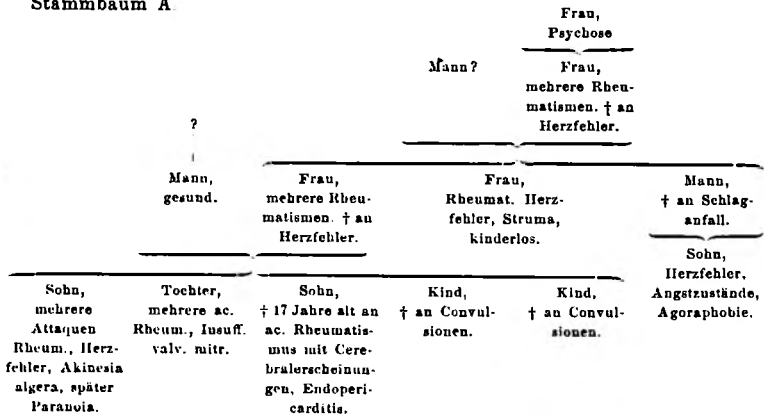 Stammbaum A
Frau,
Psychose
Mann?
Frau,
mehrere Rheu-
matismen. † an
Herzfehler.
?
Mann,
gesund.
Frau,
mehrere Rheu-
matismen. † an
Herzfehler.
Frau,
Rheumat. Herz-
fehler, Struma,
kinderlos.
Mann,
† an Schlag-
anfall.
Sohn,
Herzfehler,
Angstzustände,
Agoraphobie.
Sohn,
mehrere
Attaquen
Rheum., Herz-
fehler, Akinesia
algera, später
Paranoia.
Tochter,
mehrere ac.
Rheum., Insuff.
valv. mitr.
Sohn,
† 17 Jahre alt an
ac. Rheumatis-
mus mit Cere-
bralerscheinun-
gen, Endoperi-
carditis.
Kind,
† an Convul-
sionen.
Kind,
† an Convul-
sionen.